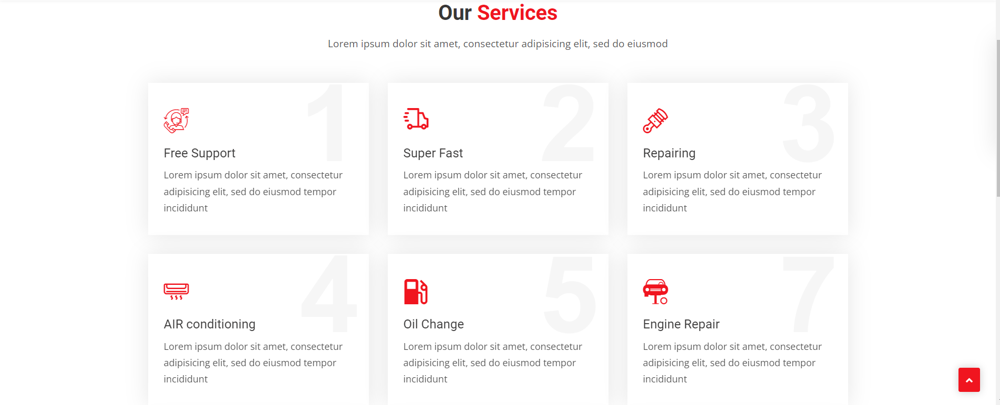 Our Services
Lorem ipsum dolor sit amet, consectetur adipisicing elit, sed do eiusmod
1
Free Support
Lorem ipsum dolor sit amet, consectetur
adipisicing elit, sed do eiusmod tempor
incididunt
2
Super Fast
Lorem ipsum dolor sit amet, consectetur
adipisicing elit, sed do eiusmod tempor
incididunt
3
Repairing
Lorem ipsum dolor sit amet, consectetur
adipisicing elit, sed do eiusmod tempor
incididunt
4
AIR conditioning
Lorem ipsum dolor sit amet, consectetur
adipisicing elit, sed do eiusmod tempor
incididunt
5
Oil Change
Lorem ipsum dolor sit amet, consectetur
adipisicing elit, sed do eiusmod tempor
incididunt
7
Engine Repair
Lorem ipsum dolor sit amet, consectetur
adipisicing elit, sed do eiusmod tempor
incididunt